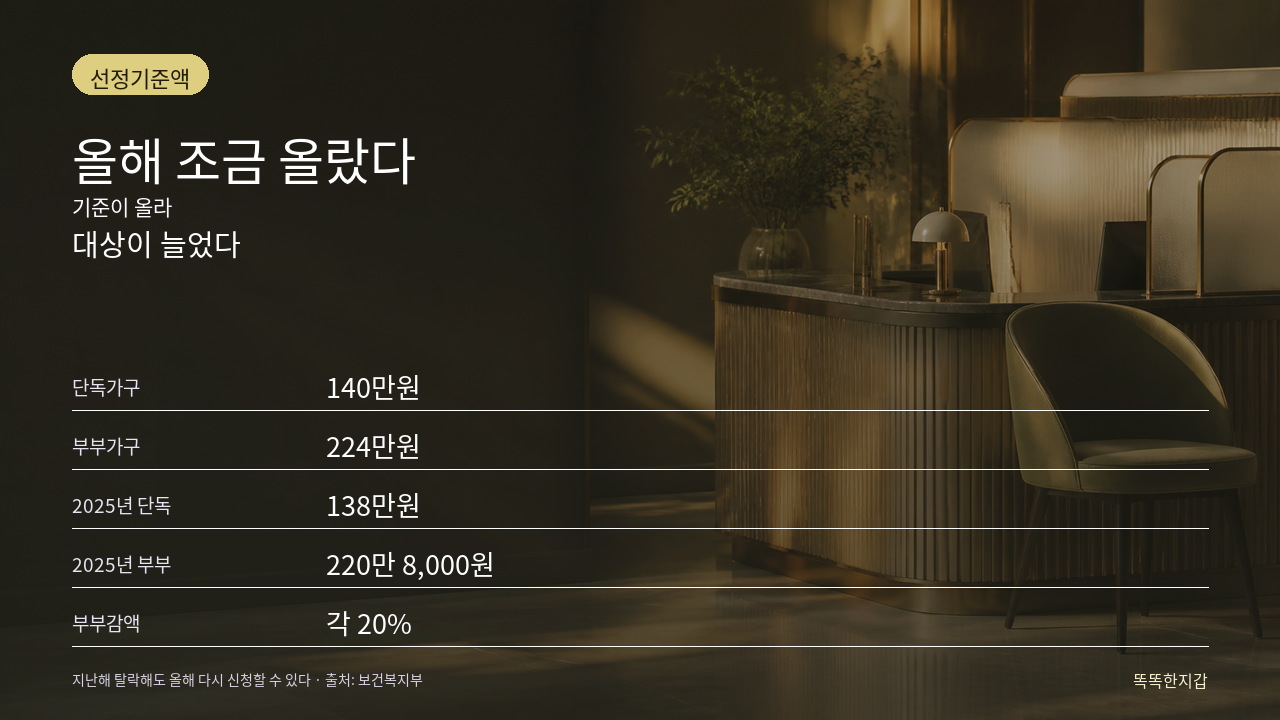 선정기준액
올해 조금 올랐다
기준이 올라
대상이 늘었다
단독가구 140만원
부부가구 224만원
2025년 단독 138만원
2025년 부부 220만 8,000원
부부감액 각 20%
지난해 탈락해도 올해 다시 신청할 수 있다 · 출처: 보건복지부
똑똑한지갑